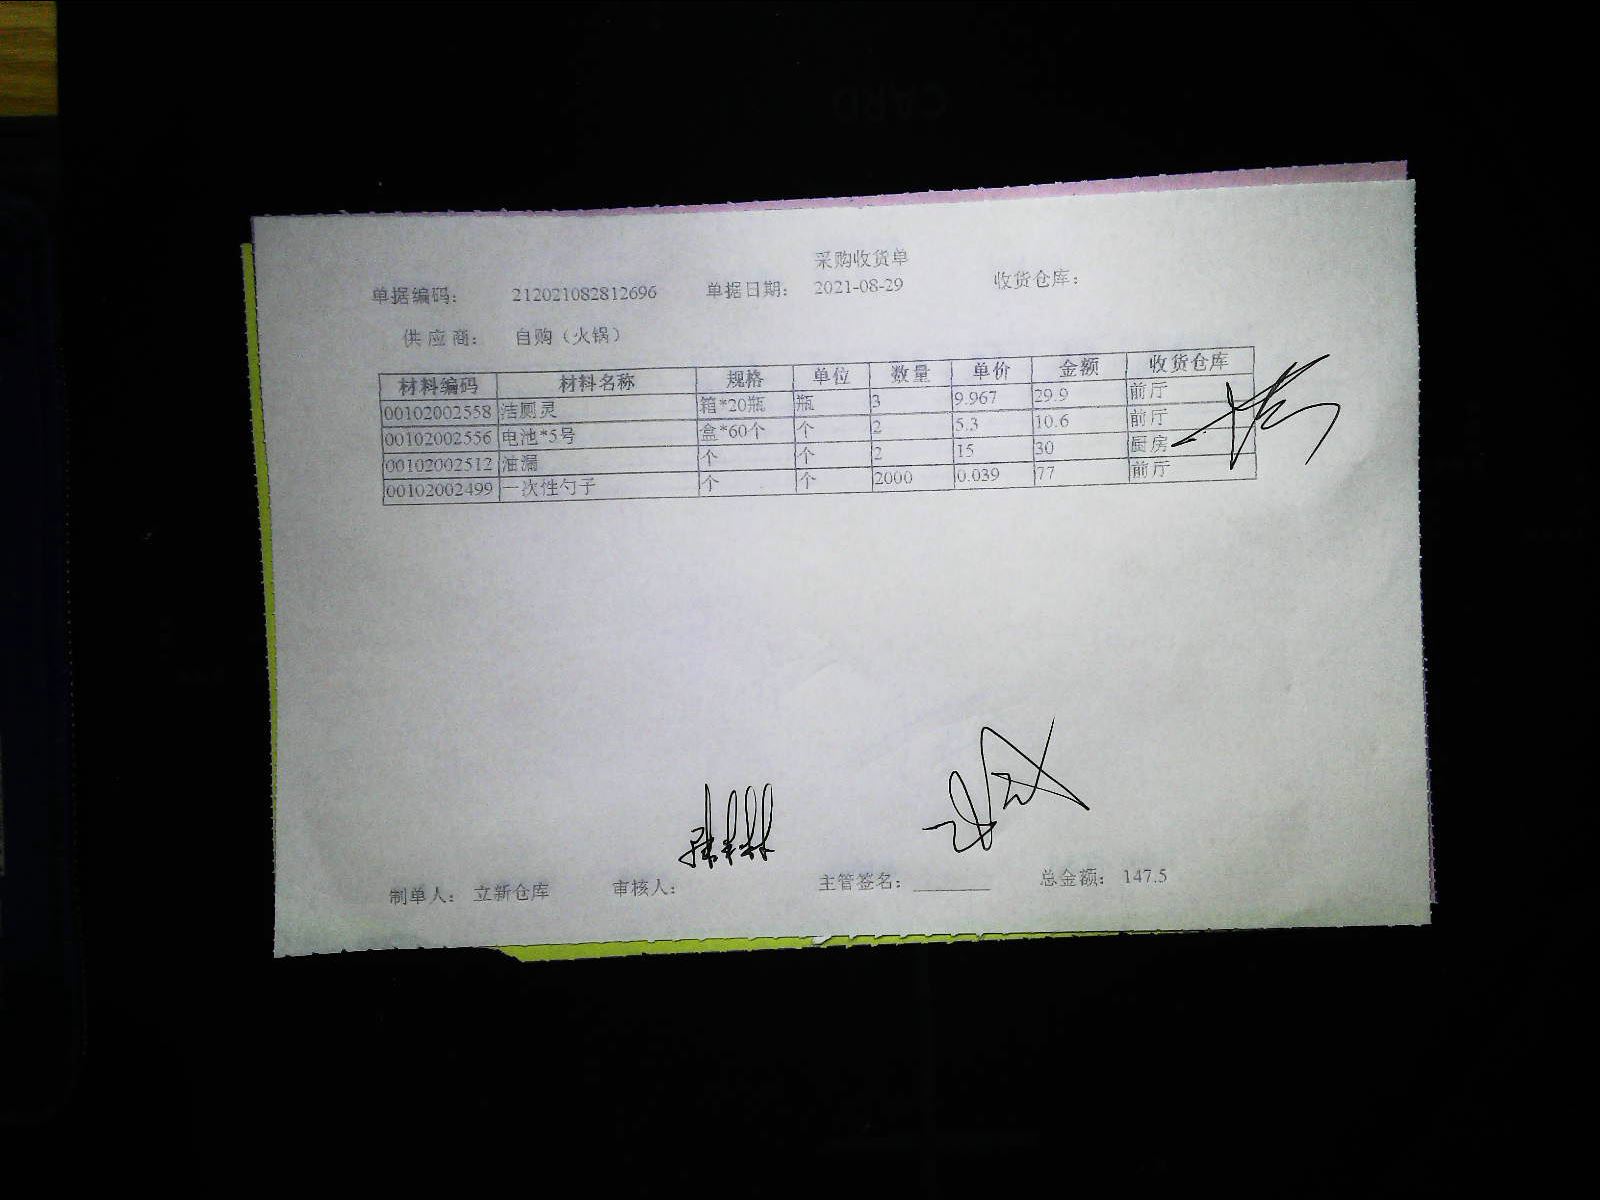 CARD
采购收货单
单据编码： 212021082812696 单据日期： 2021-08-29 收货仓库：
供 应 商： 自购（火锅）
材料编码 材料名称 规格 单位 数量 单价 金额 收货仓库
00102002558 洁厕灵 箱*20瓶 瓶 3 9.967 29.9 前厅
00102002556 电池*5号 盒*60个 个 2 5.3 10.6 前厅
00102002512 油漏 个 个 2 15 30 厨房
00102002499 一次性勺子 个 个 2000 0.039 77 前厅
制单人： 立新仓库 审核人： 主管签名： 总金额： 147.5